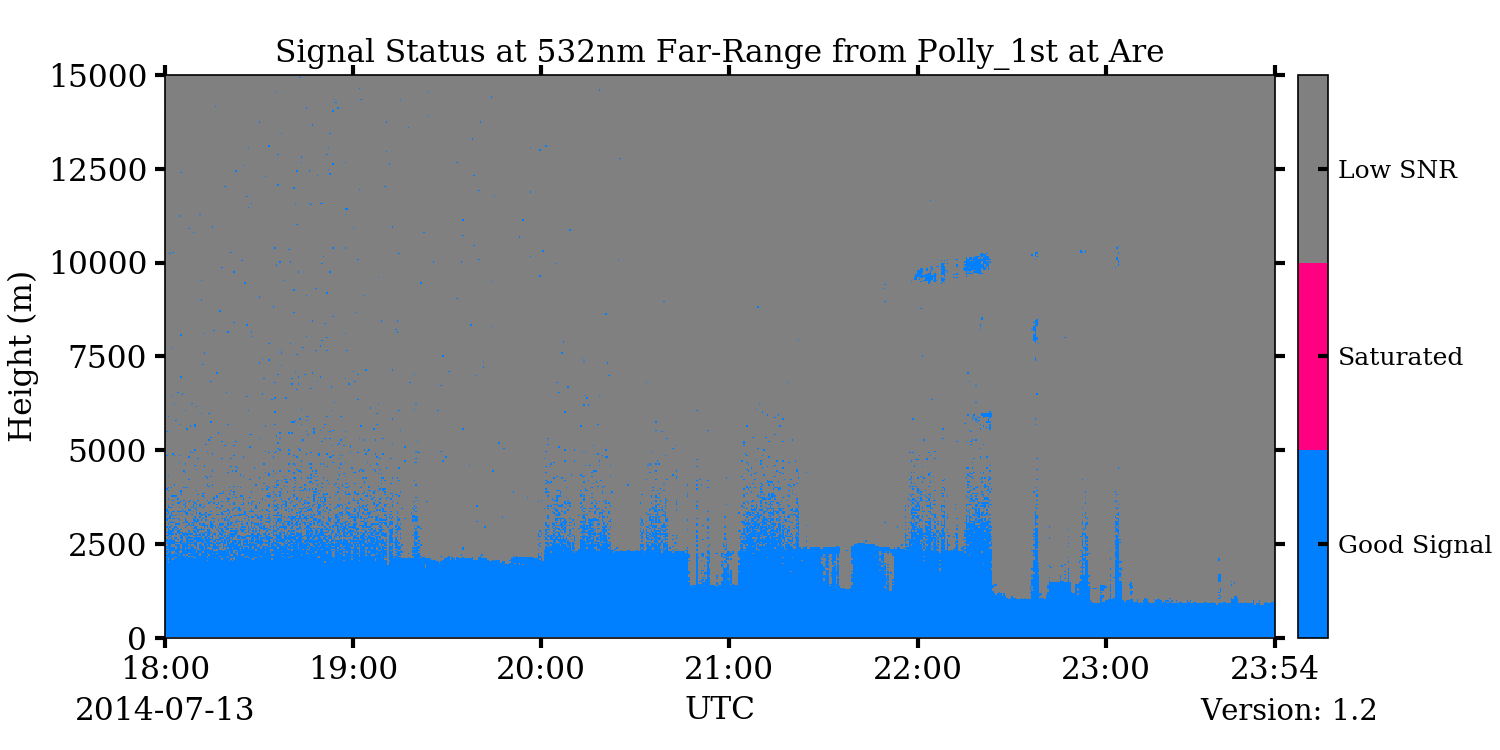 Signal Status at 532nm Far-Range from Polly_1st at Are
15000
12500
10000
7500
5000
2500
0
Height (m)
Low SNR
Saturated
Good Signal
18:00 19:00 20:00 21:00 22:00 23:00 23:54
2014-07-13 UTC Version: 1.2